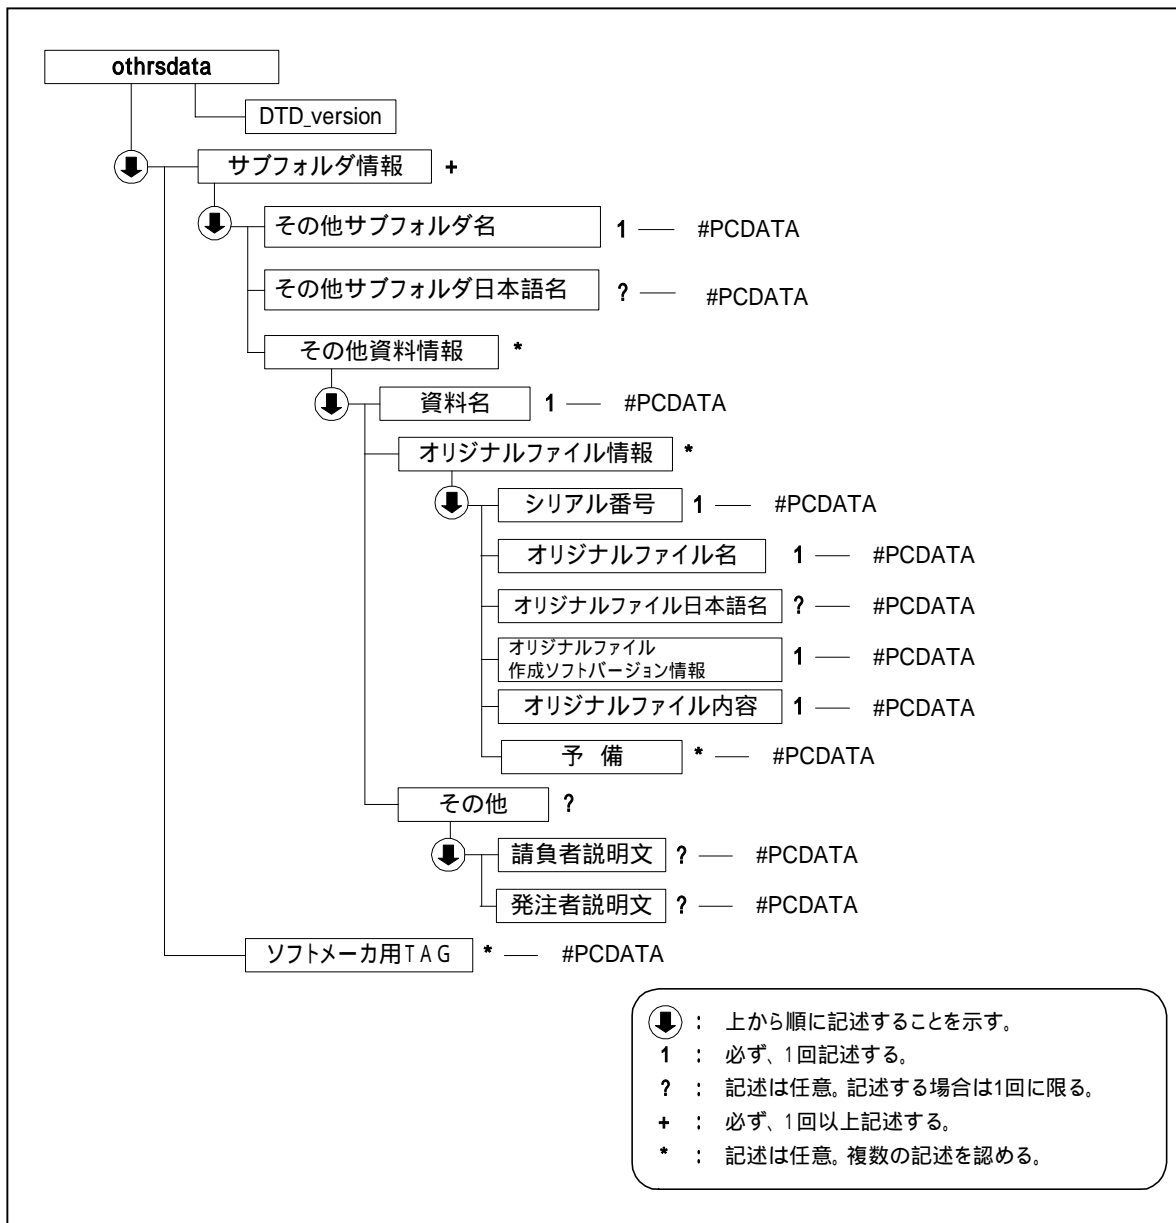 othrsdata
DTD_version
サブフォルダ情報 +
その他サブフォルダ名 1 #PCDATA
その他サブフォルダ日本語名 ? #PCDATA
その他資料情報 *
資料名 1 #PCDATA
オリジナルファイル情報 *
シリアル番号 1 #PCDATA
オリジナルファイル名 1 #PCDATA
オリジナルファイル日本語名 ? #PCDATA
オリジナルファイル
作成ソフトバージョン情報 1 #PCDATA
オリジナルファイル内容 1 #PCDATA
予 備 * #PCDATA
その他 ?
請負者説明文 ? #PCDATA
発注者説明文 ? #PCDATA
ソフトメーカ用TAG * #PCDATA
: 上から順に記述することを示す。
1 : 必ず、1回記述する。
? : 記述は任意。記述する場合は1回に限る。
+ : 必ず、1回以上記述する。
* : 記述は任意。複数の記述を認める。